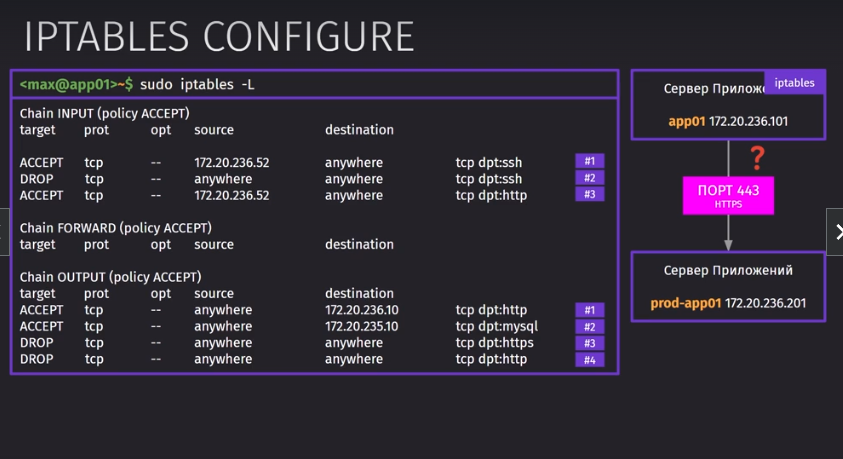 IPTABLES CONFIGURE
<max@app01>~$ sudo iptables -L
Chain INPUT (policy ACCEPT)
target prot opt source destination
ACCEPT tcp -- 172.20.236.52 anywhere tcp dpt:ssh #1
DROP tcp -- anywhere anywhere tcp dpt:ssh #2
ACCEPT tcp -- 172.20.236.52 anywhere tcp dpt:http #3
Chain FORWARD (policy ACCEPT)
target prot opt source destination
Chain OUTPUT (policy ACCEPT)
target prot opt source destination
ACCEPT tcp -- anywhere 172.20.236.10 tcp dpt:http #1
ACCEPT tcp -- anywhere 172.20.235.10 tcp dpt:mysql #2
DROP tcp -- anywhere anywhere tcp dpt:https #3
DROP tcp -- anywhere anywhere tcp dpt:http #4
iptables
Сервер Приложе
app01 172.20.236.101
❓
ПОРТ 443
HTTPS
Сервер Приложений
prod-app01 172.20.236.201